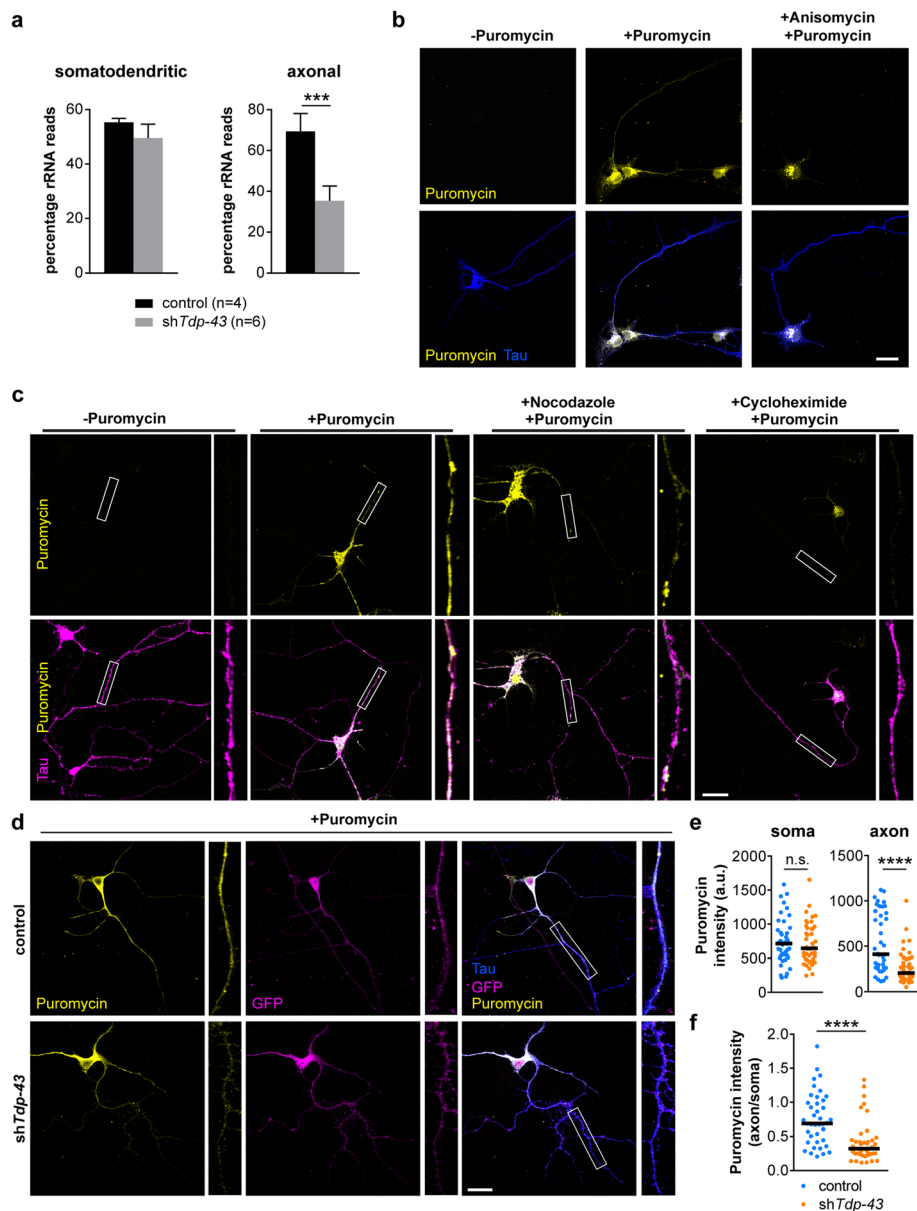 a
somatodendritic
axonal
percentage rRNA reads
60
40
20
0
percentage rRNA reads
80
60
40
20
0
***
control (n=4)
shTdp-43 (n=6)
b
-Puromycin
+Puromycin
+Anisomycin
+Puromycin
Puromycin
Puromycin Tau
c
-Puromycin
+Puromycin
+Nocodazole
+Puromycin
+Cycloheximide
+Puromycin
Puromycin
Puromycin
Tau
d
+Puromycin
control
Puromycin
GFP
Tau
GFP
Puromycin
shTdp-43
e
soma
axon
Puromycin
intensity (a.u.)
2000
1500
1000
500
0
n.s.
1500
1000
500
0
****
f
Puromycin intensity
(axon/soma)
2.0
1.5
1.0
0.5
0.0
****
control
shTdp-43